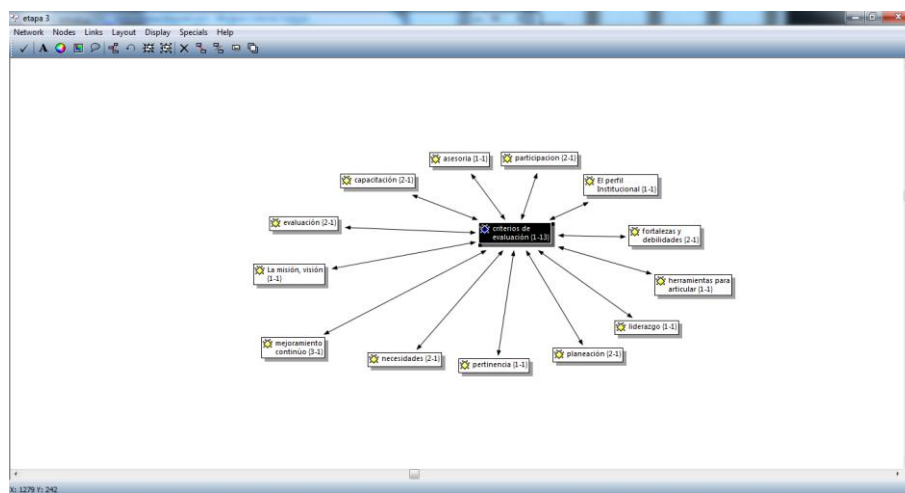 etapa 3
Network Nodes Links Layout Display Specials Help
A
asesoria {1-1}
participacion {2-1}
capacitación {2-1}
El perfil
Institucional {1-1}
evaluación {2-1}
criterios de
evaluación {1-13}
fortalezas y
debilidades {2-1}
La misión, visión
{1-1}
herramientas para
articular {1-1}
liderazgo {1-1}
mejoramiento
continúo {3-1}
necesidades {2-1}
pertinencia {1-1}
planeación {2-1}
X: 1279 Y: 242